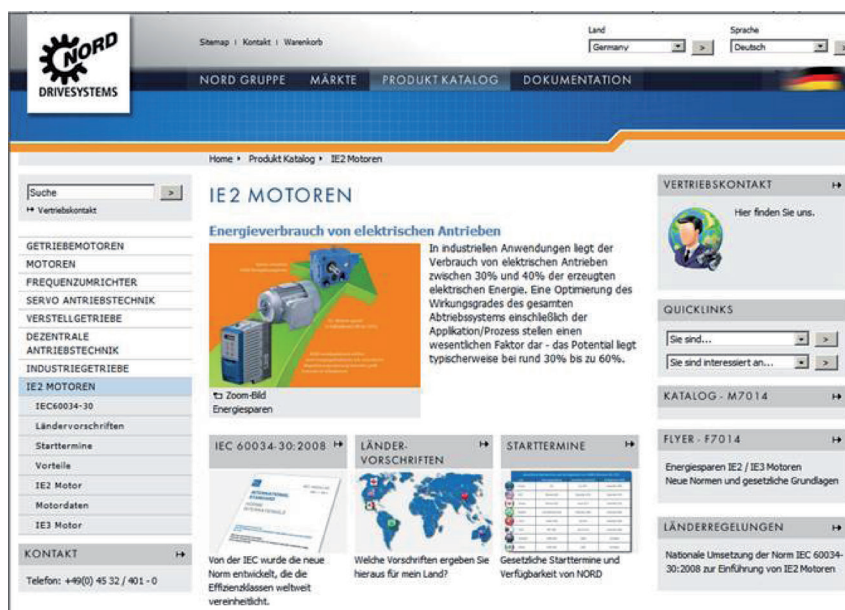 NORD
DRIVESYSTEMS
Sitemap | Kontakt | Warenkorb
Land
Germany
>
Sprache
Deutsch
>
NORD GRUPPE
MÄRKTE
PRODUKT KATALOG
DOKUMENTATION
Home ▸ Produkt Katalog ▸ IE2 Motoren
Suche
>
Vertriebskontakt
GETRIEBEMOTOREN
MOTOREN
FREQUENZUMRICHTER
SERVO ANTRIEBSTECHNIK
VERSTELLGETRIEBE
DEZENTRALE
ANTRIEBSTECHNIK
INDUSTRIEGETRIEBE
IE2 MOTOREN
IEC60034-30
Ländervorschriften
Starttermine
Vorteile
IE2 Motor
Motordaten
IE3 Motor
KONTAKT
Telefon: +49(0) 45 32 / 401 - 0
IE2 MOTOREN
Energieverbrauch von elektrischen Antrieben
In industriellen Anwendungen liegt der
Verbrauch von elektrischen Antrieben
zwischen 30% und 40% der erzeugten
elektrischen Energie. Eine Optimierung des
Wirkungsgrades des gesamten
Abtriebssystems einschließlich der
Applikation/Prozess stellen einen
wesentlichen Faktor dar - das Potential liegt
typischerweise bei rund 30% bis zu 60%.
Zoom-Bild
Energiesparen
IEC 60034-30:2008
INTERNATIONAL
STANDARD
NORME
INTERNATIONALE
Von der IEC wurde die neue
Norm entwickelt, die die
Effizienzklassen weltweit
vereinheitlicht.
LÄNDER-
VORSCHRIFTEN
Welche Vorschriften ergeben Sie
hieraus für mein Land?
STARTTERMINE
Gesetzliche Starttermine und
Verfügbarkeit von NORD
VERTRIEBSKONTAKT
Hier finden Sie uns.
QUICKLINKS
Sie sind...
>
Sie sind interessiert an...
>
KATALOG - M7014
FLYER - F7014
Energiesparen IE2 / IE3 Motoren
Neue Normen und gesetzliche Grundlagen
LÄNDERREGELUNGEN
Nationale Umsetzung der Norm IEC 60034-
30:2008 zur Einführung von IE2 Motoren